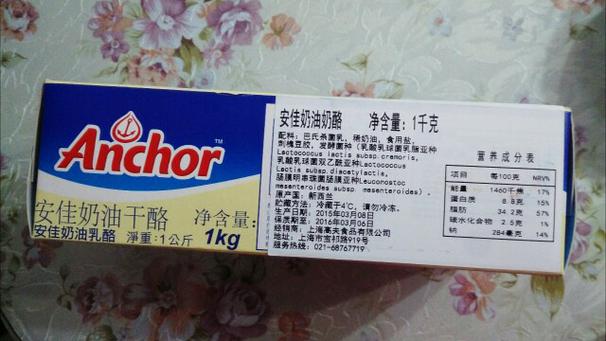 Anchor™
安佳奶油干酪 净含量:
安佳奶油乳酪 淨重:1公斤 1kg
安佳奶油奶酪 净含量: 1千克
配料: 巴氏杀菌乳, 稀奶油, 食用盐,
刺槐豆胶, 发酵菌种 (乳酸乳球菌乳脂亚种
Lactococcus lactis subsp.cremoris,
乳酸乳球菌双乙酰亚种Lactococcus
Lactis subsp.diacetylactis,
肠膜明串珠菌肠膜亚种Leuconostoc
mesenteroides subsp mesenteroides).
原产国: 新西兰
贮藏方法: 冷藏于4℃, 请勿冷冻。
生产日期: 2015年03月08日
保质期至: 2016年03月06日
经销商: 上海高夫食品有限公司
地址: 上海市宝祁路919号
服务热线: 021-68767719
营养成分表
项目 每100克 NRV%
能量 1460千焦 17%
蛋白质 8.8克 15%
脂肪 34.2克 57%
碳水化合物 2.5克 1%
钠 284毫克 14%